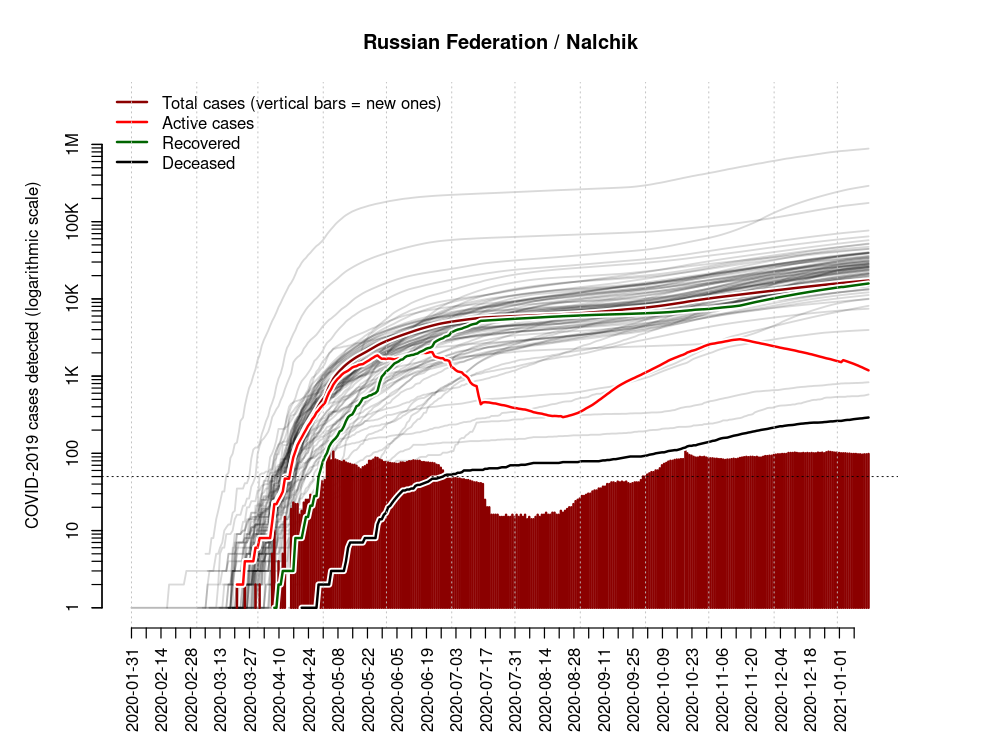 Russian Federation / Nalchik
Total cases (vertical bars = new ones)
Active cases
Recovered
Deceased
COVID-2019 cases detected (logarithmic scale)
1M
100K
10K
1K
100
10
1
2020-01-31
2020-02-14
2020-02-28
2020-03-13
2020-03-27
2020-04-10
2020-04-24
2020-05-08
2020-05-22
2020-06-05
2020-06-19
2020-07-03
2020-07-17
2020-07-31
2020-08-14
2020-08-28
2020-09-11
2020-09-25
2020-10-09
2020-10-23
2020-11-06
2020-11-20
2020-12-04
2020-12-18
2021-01-01